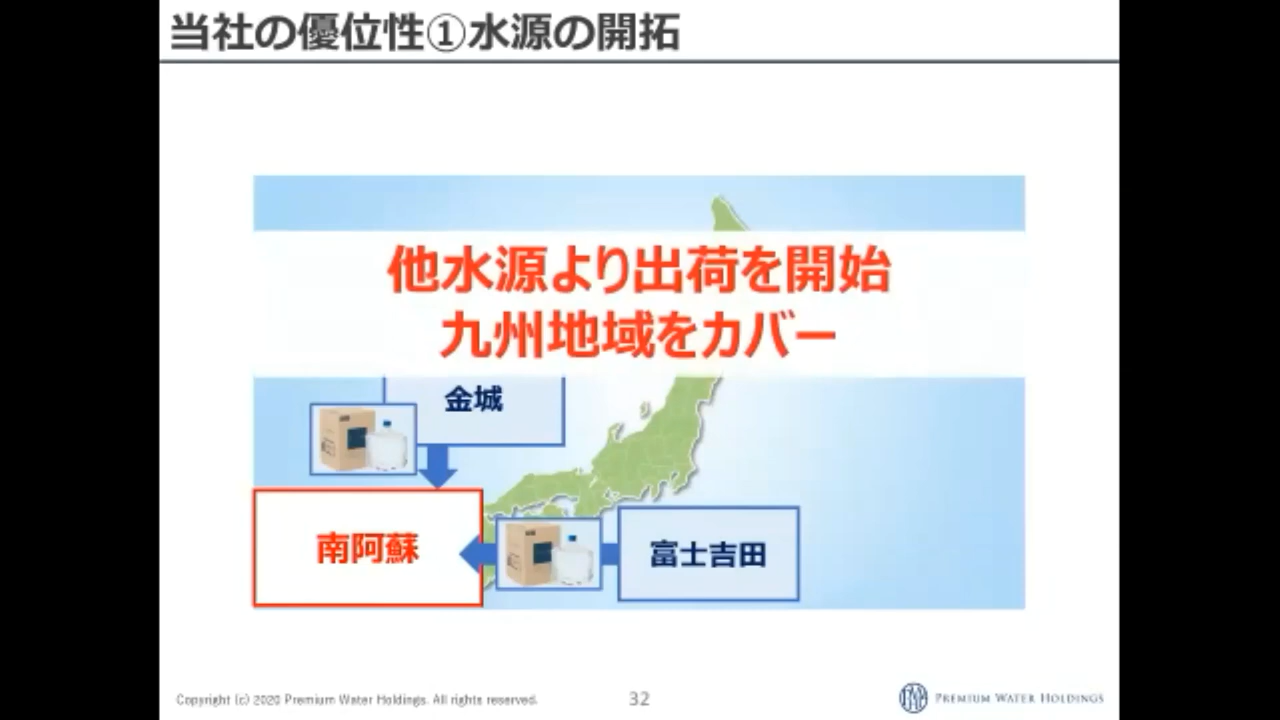 当社の優位性①水源の開拓
他水源より出荷を開始
九州地域をカバー
金城
南阿蘇
富士吉田
Copyright (c) 2020 Premium Water Holdings. All rights reserved.
32
PREMIUM WATER HOLDINGS